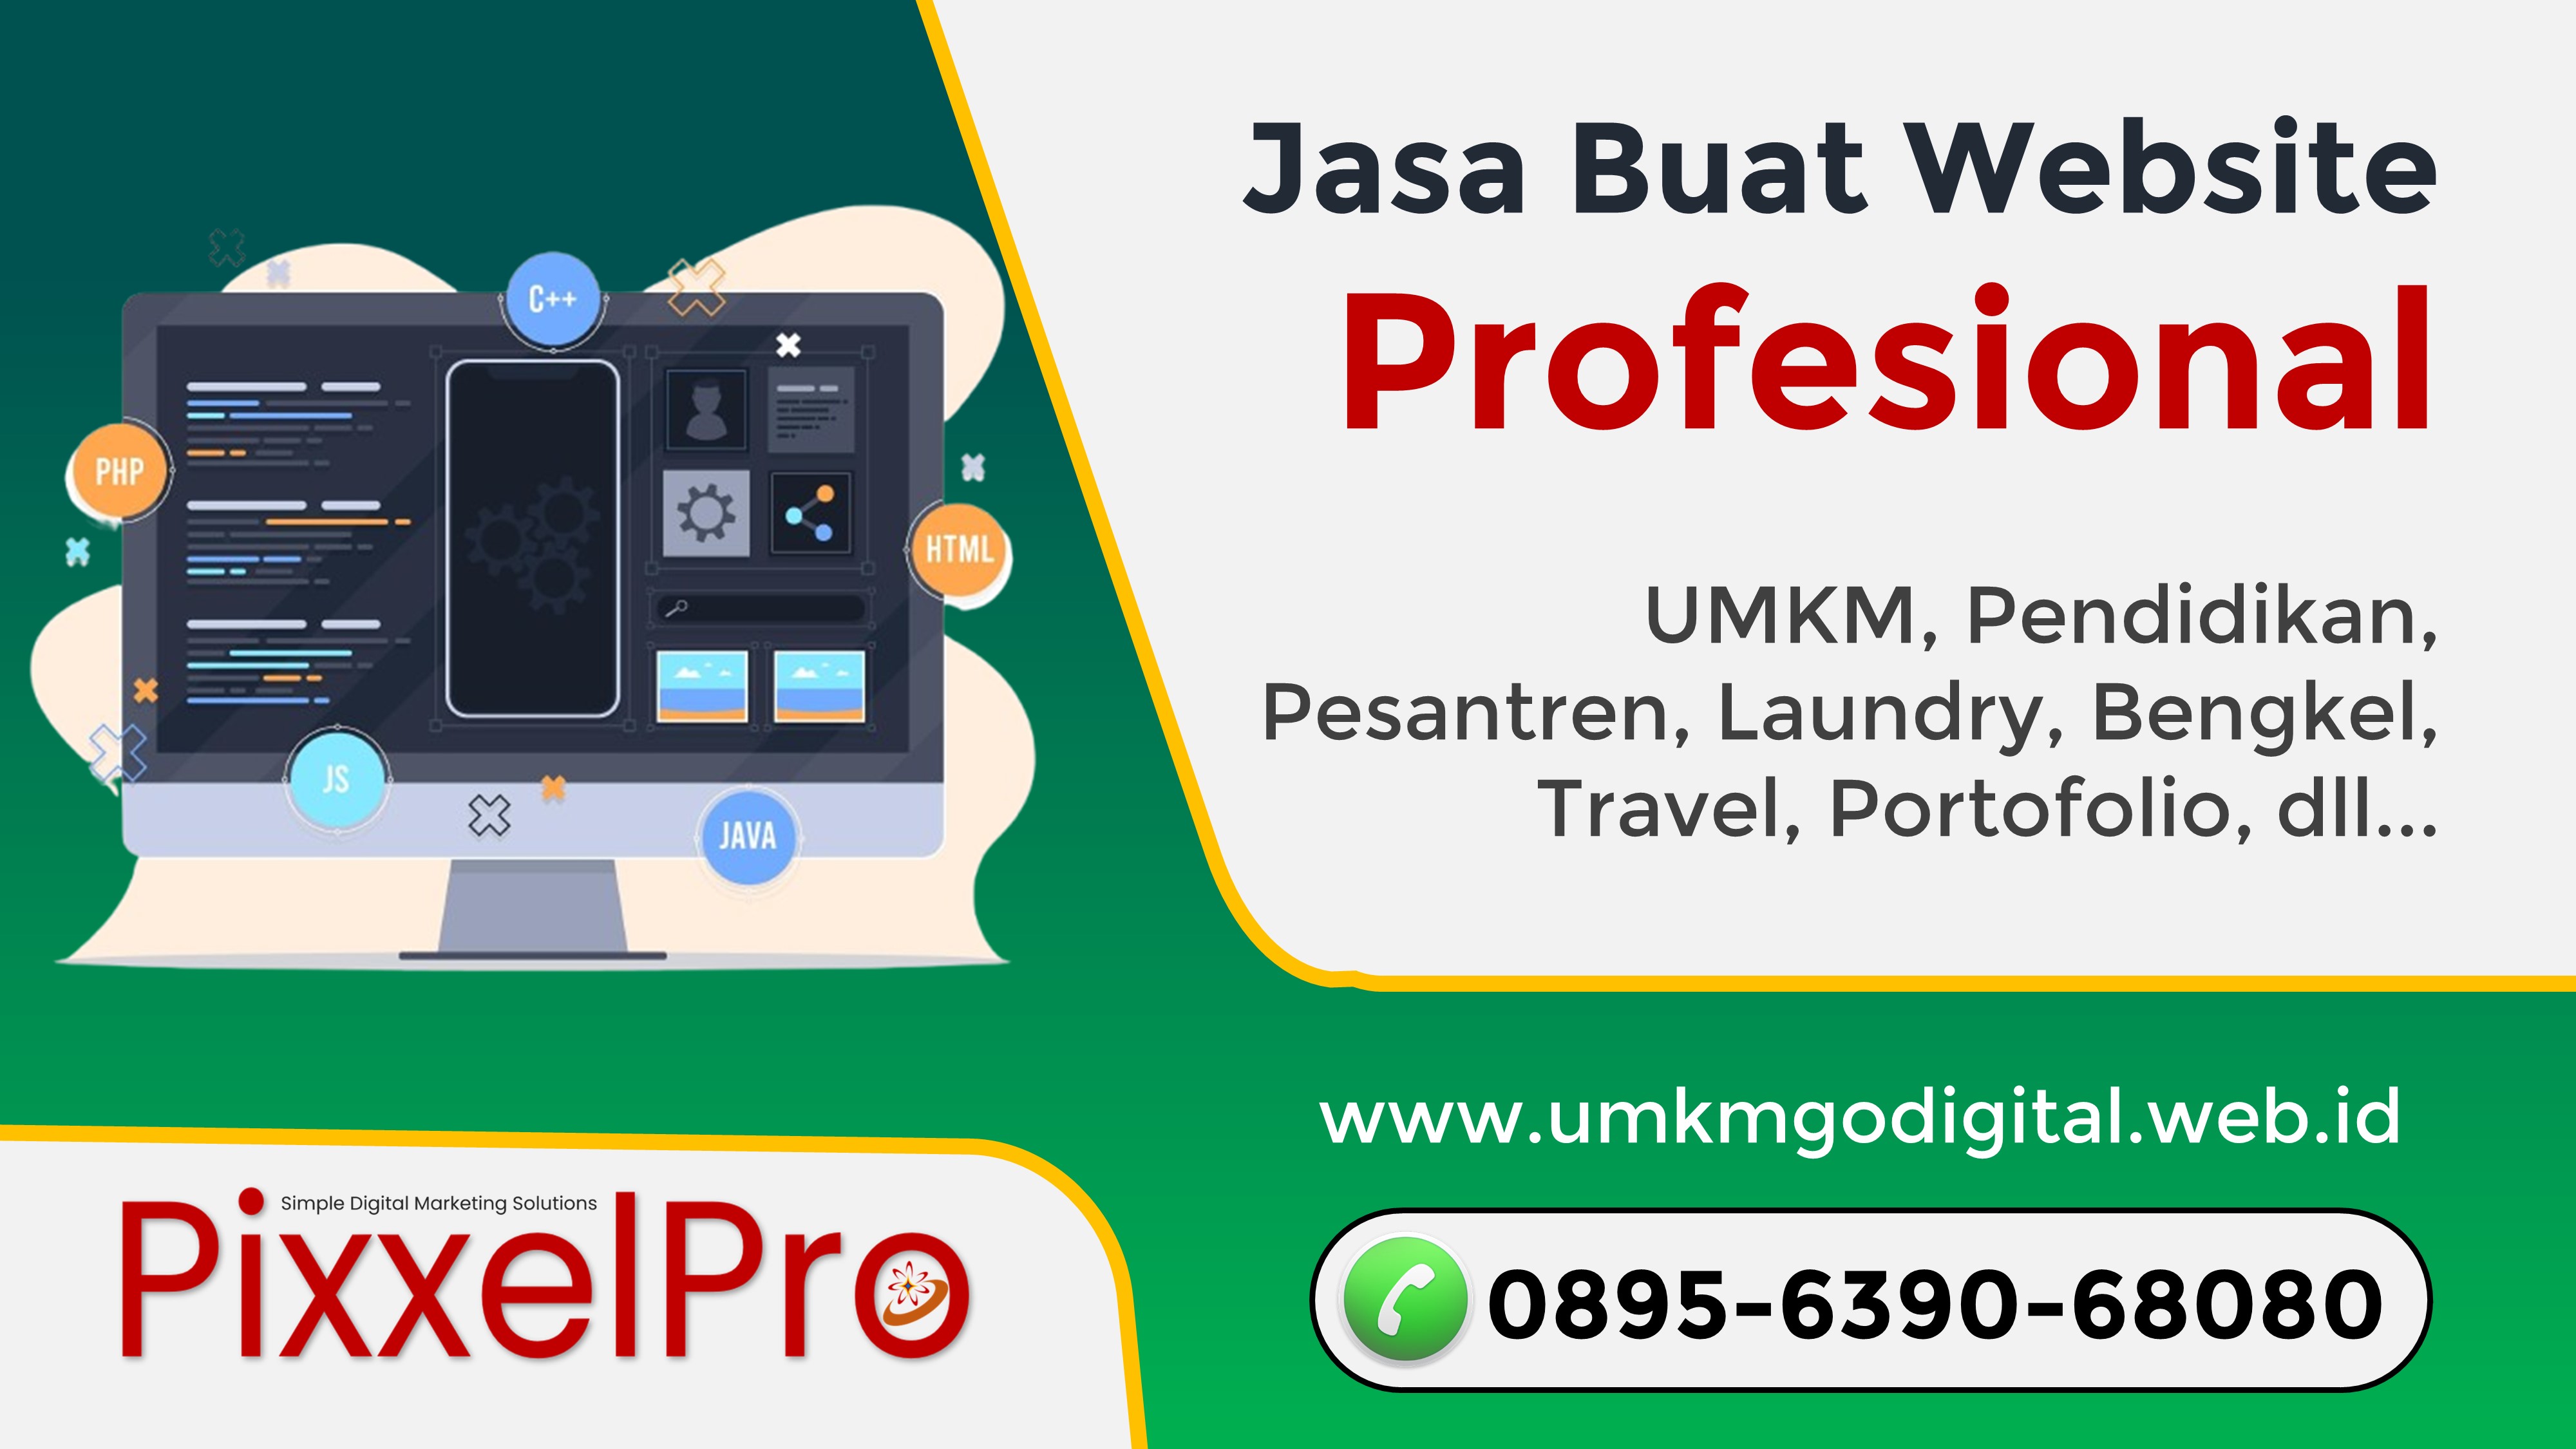 Jasa Buat Website
Profesional
UMKM, Pendidikan,
Pesantren, Laundry, Bengkel,
Travel, Portofolio, dll...
C++
PHP
HTML
JS
JAVA
www.umkmgodigital.web.id
0895-6390-68080
Simple Digital Marketing Solutions
PixxelPro